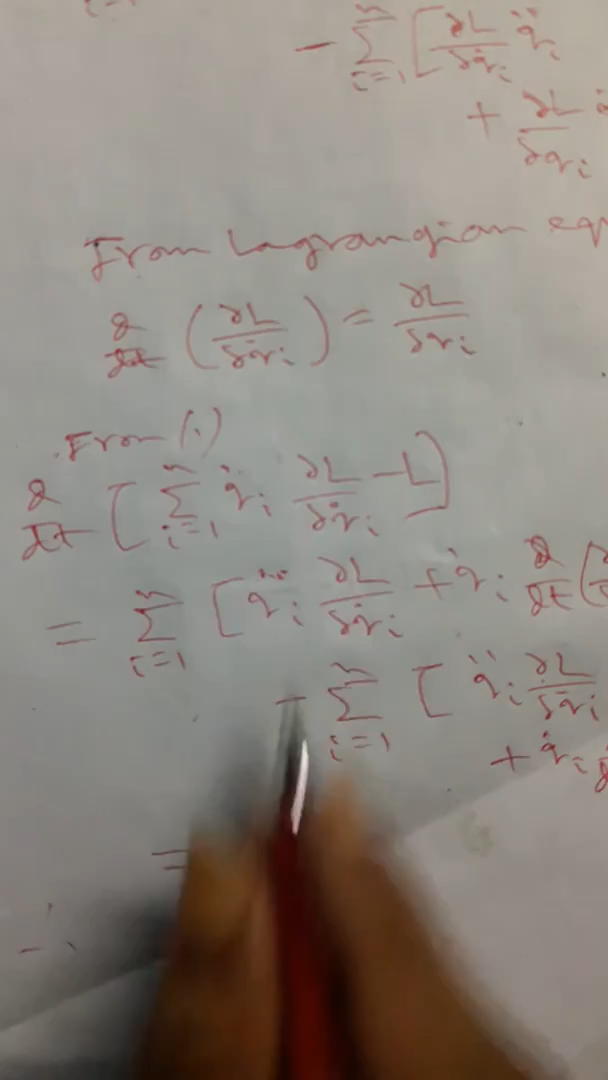 - Σ_{i=1}^{n} [ ∂L/∂q̇_i q̈_i
+ ∂L/∂q_i
From Lagrangian eq
d/dt (∂L/∂q̇_i) = ∂L/∂q_i
From (1)
d/dt [ Σ_{i=1}^{n} q̇_i ∂L/∂q̇_i - L ]
= Σ_{i=1}^{n} [ q̈_i ∂L/∂q̇_i + q̇_i d/dt (
- Σ_{i=1}^{n} [ q̈_i ∂L/∂q̇_i
+ q̇_i
=